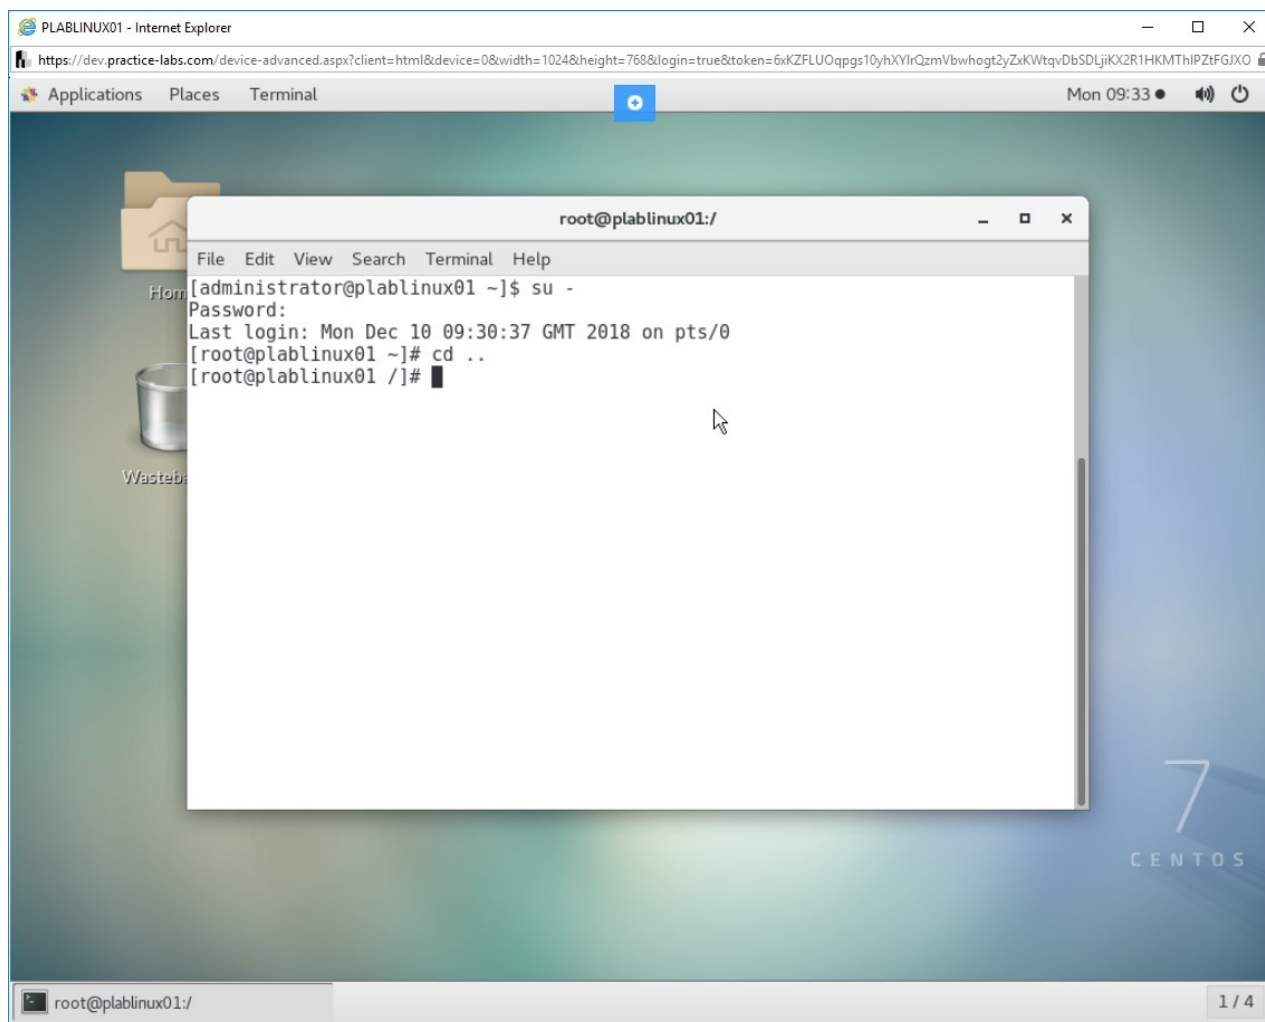 PLABLINUX01 - Internet Explorer
https://dev.practice-labs.com/device-advanced.aspx?client=html&device=0&width=1024&height=768&login=true&token=
Applications Places Terminal Mon 09:33
root@plablinux01:/
File Edit View Search Terminal Help
[administrator@plablinux01 ~]$ su -
Password:
Last login: Mon Dec 10 09:30:37 GMT 2018 on pts/0
[root@plablinux01 ~]# cd ..
[root@plablinux01 /]#
Hom
Wasteb
7
CENTOS
root@plablinux01:/
1 / 4